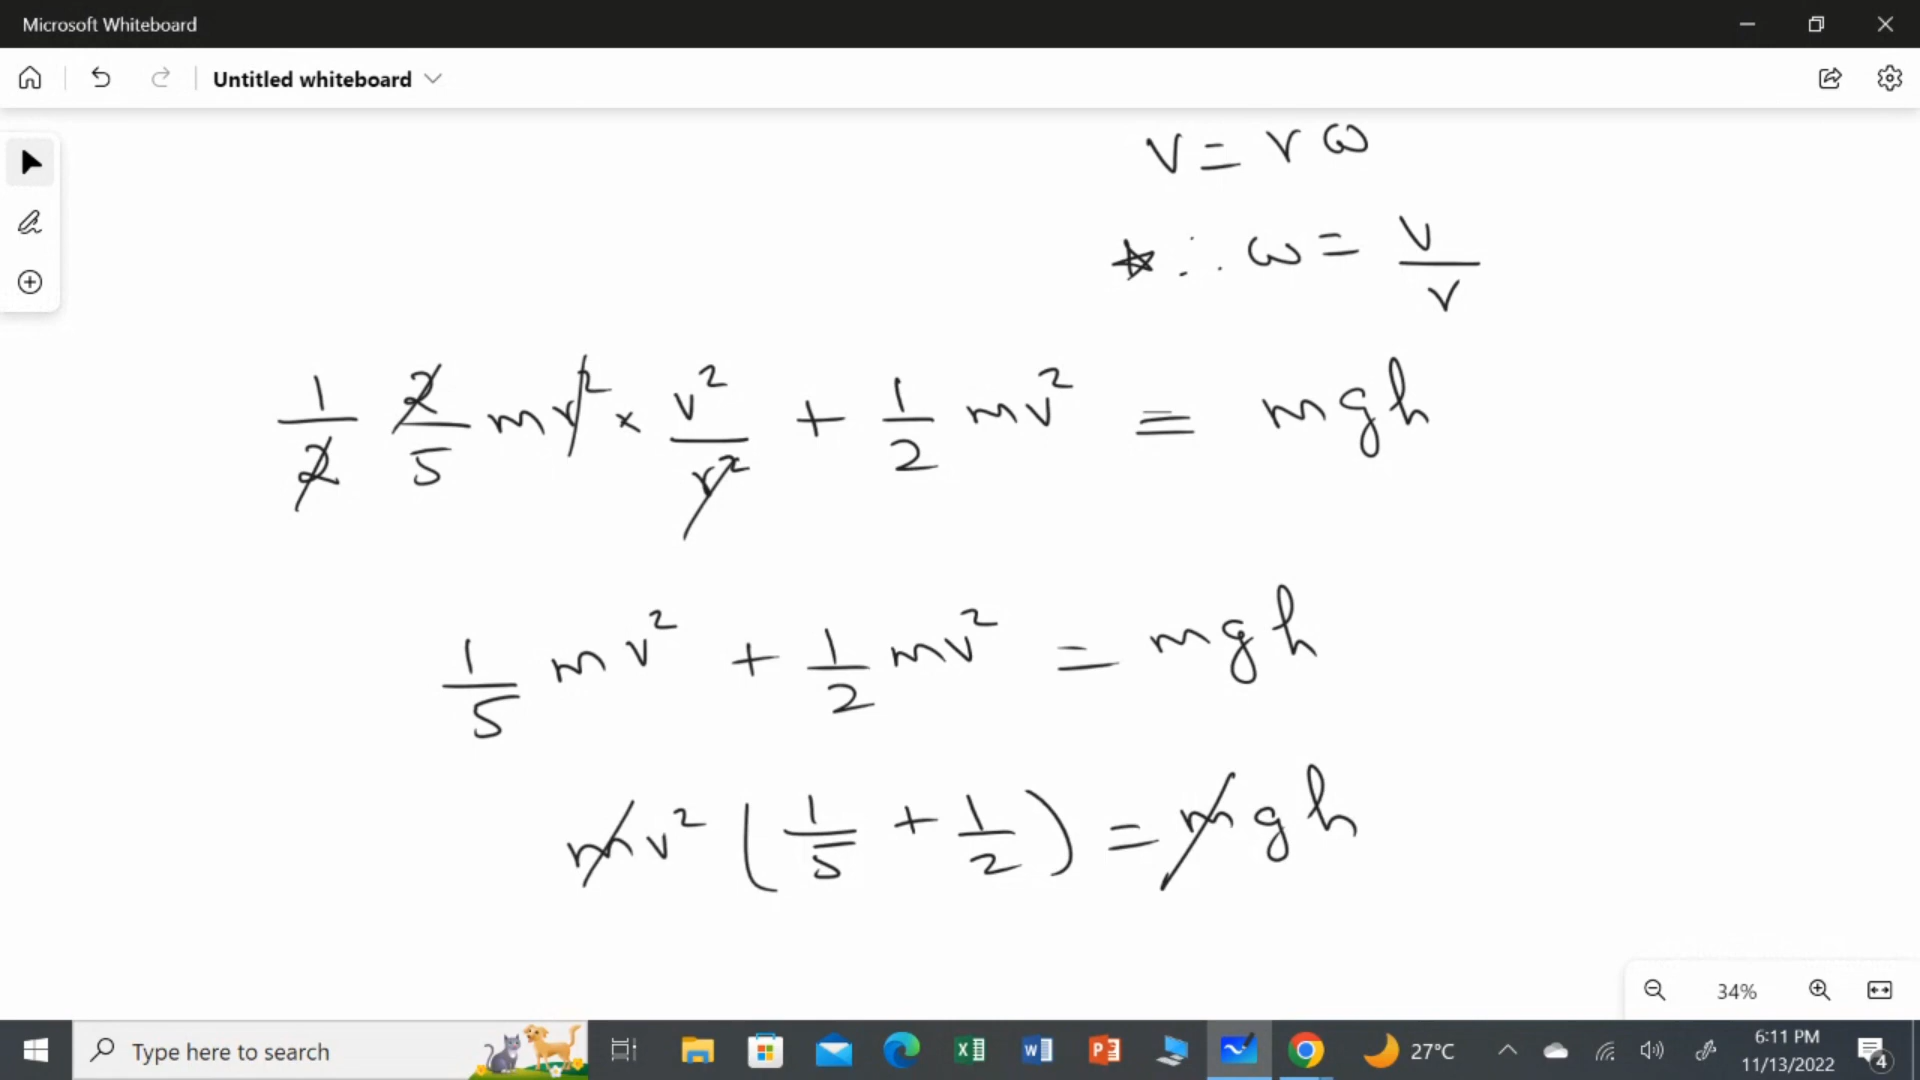 Microsoft Whiteboard
Untitled whiteboard
v = r ω
∴ ω = v/r
1/2 2/5 mr² × v²/r² + 1/2 mv² = mgh
1/5 mv² + 1/2 mv² = mgh
mv² (1/5 + 1/2) = mgh
34%
Type here to search
27°C
6:11 PM
11/13/2022
4